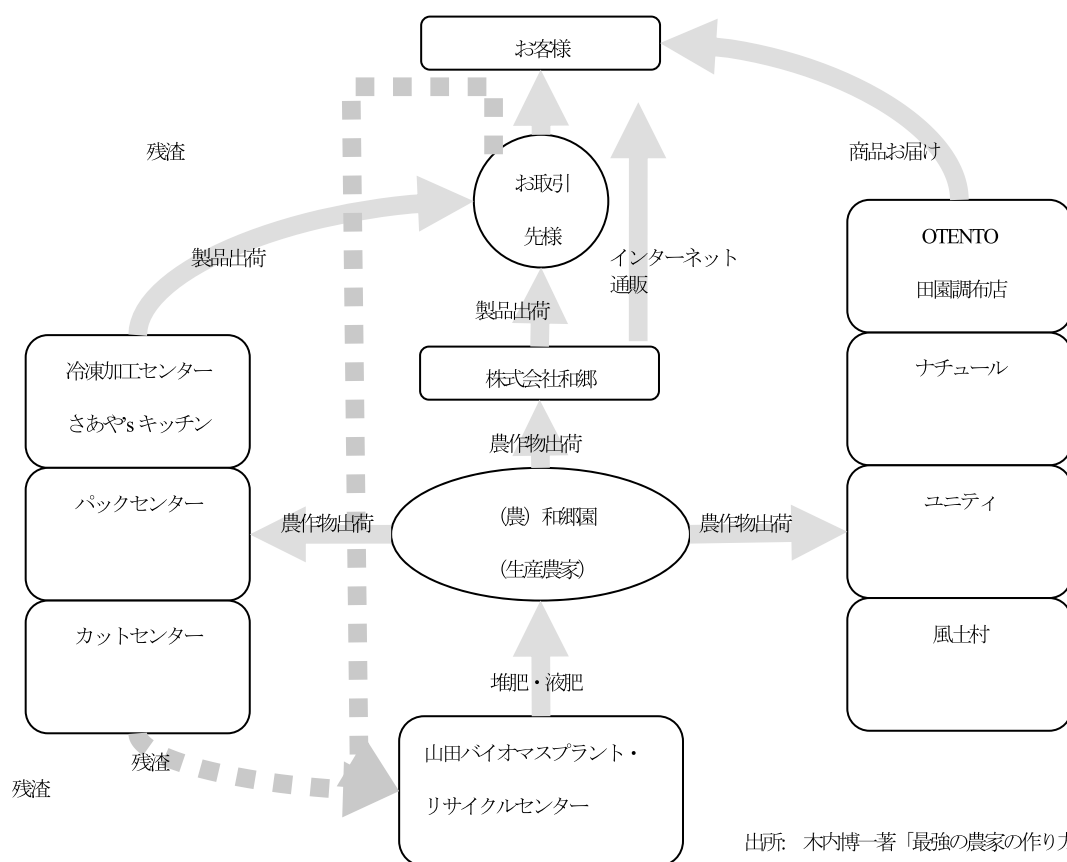 お客様
残渣
商品お届け
お取引
先様
OTENTO
田園調布店
製品出荷
インターネット
通販
製品出荷
冷凍加工センター
さあや's キッチン
株式会社和郷
ナチュール
農作物出荷
パックセンター
農作物出荷
(農) 和郷園
(生産農家)
農作物出荷
ユニティ
カットセンター
風土村
堆肥・液肥
山田バイオマスプラント・
リサイクルセンター
残渣
残渣
出所: 木内博一著「最強の農家の作り方